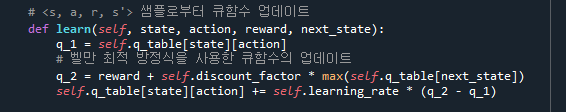 # <s, a, r, s'> 샘플로부터 큐함수 업데이트
def learn(self, state, action, reward, next_state):
q_1 = self.q_table[state][action]
# 벨만 최적 방정식을 사용한 큐함수의 업데이트
q_2 = reward + self.discount_factor * max(self.q_table[next_state])
self.q_table[state][action] += self.learning_rate * (q_2 - q_1)